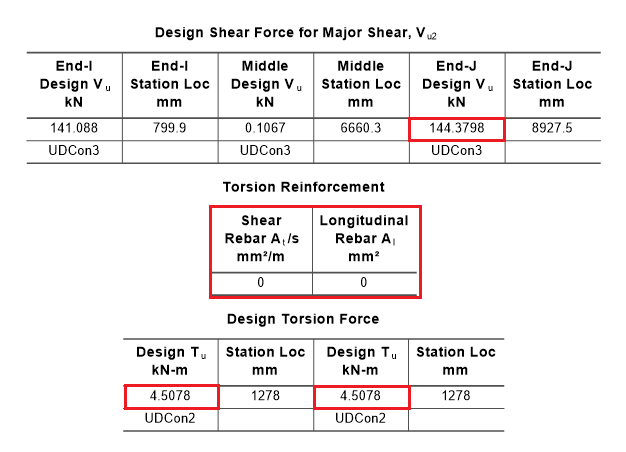 Design Shear Force for Major Shear, Vu2
End-I Design Vu kN End-I Station Loc mm Middle Design Vu kN Middle Station Loc mm End-J Design Vu kN End-J Station Loc mm
141.088 799.9 0.1067 6660.3 144.3798 8927.5
UDCon3 UDCon3 UDCon3
Torsion Reinforcement
Shear Rebar At/s mm²/m Longitudinal Rebar Al mm²
0 0
Design Torsion Force
Design Tu kN-m Station Loc mm Design Tu kN-m Station Loc mm
4.5078 1278 4.5078 1278
UDCon2 UDCon2